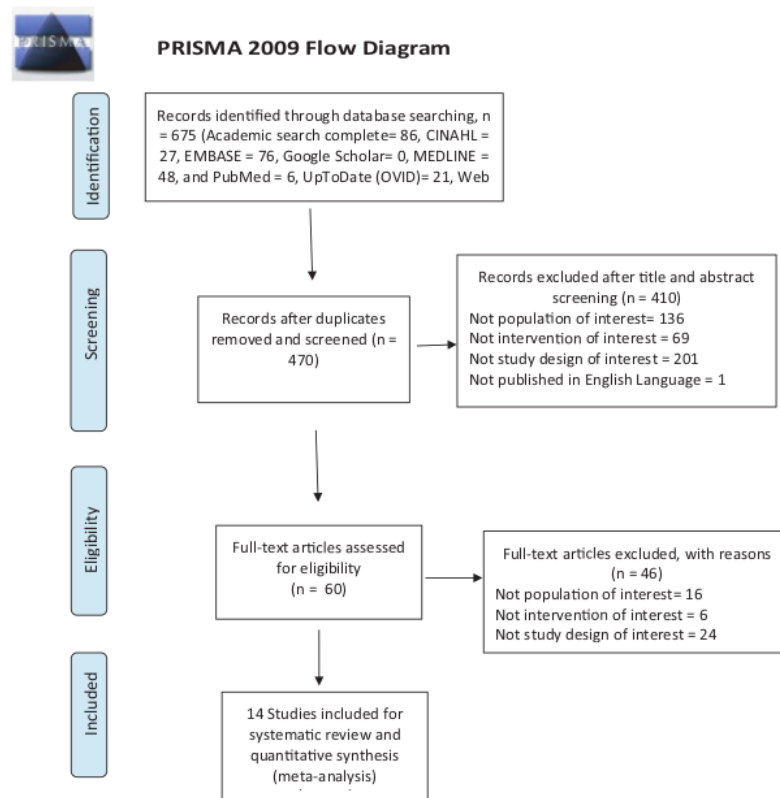 PRISMA
PRISMA 2009 Flow Diagram
Identification
Records identified through database searching, n
= 675 (Academic search complete= 86, CINAHL =
27, EMBASE = 76, Google Scholar= 0, MEDLINE =
48, and PubMed = 6, UpToDate (OVID)= 21, Web
Screening
Records after duplicates
removed and screened (n =
470)
Records excluded after title and abstract
screening (n = 410)
Not population of interest= 136
Not intervention of interest = 69
Not study design of interest = 201
Not published in English Language = 1
Eligibility
Full-text articles assessed
for eligibility
(n = 60)
Full-text articles excluded, with reasons
(n = 46)
Not population of interest= 16
Not intervention of interest = 6
Not study design of interest = 24
Included
14 Studies included for
systematic review and
quantitative synthesis
(meta-analysis)